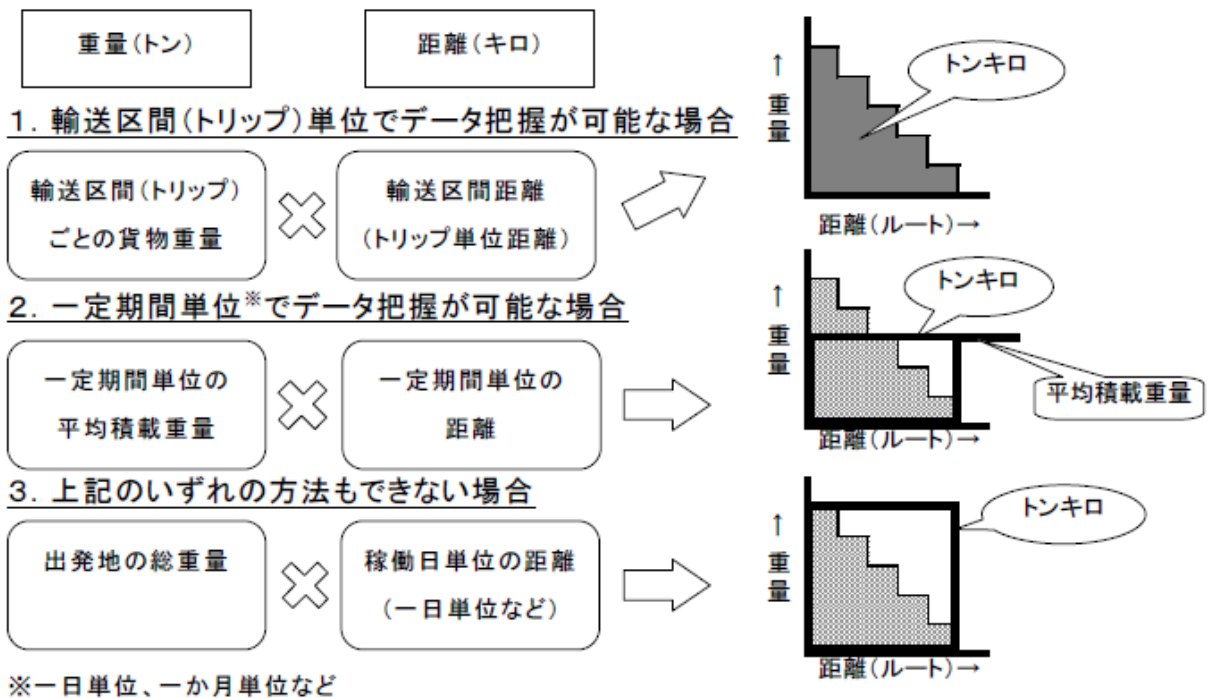 重量(トン)
距離(キロ)
1. 輸送区間(トリップ)単位でデータ把握が可能な場合
輸送区間(トリップ)
ごとの貨物重量
輸送区間距離
(トリップ単位距離)
↑
重
量
トンキロ
距離(ルート)→
2. 一定期間単位※でデータ把握が可能な場合
一定期間単位の
平均積載重量
一定期間単位の
距離
↑
重
量
トンキロ
平均積載重量
距離(ルート)→
3. 上記のいずれの方法もできない場合
出発地の総重量
稼働日単位の距離
(一日単位など)
↑
重
量
トンキロ
距離(ルート)→
※一日単位、一か月単位など